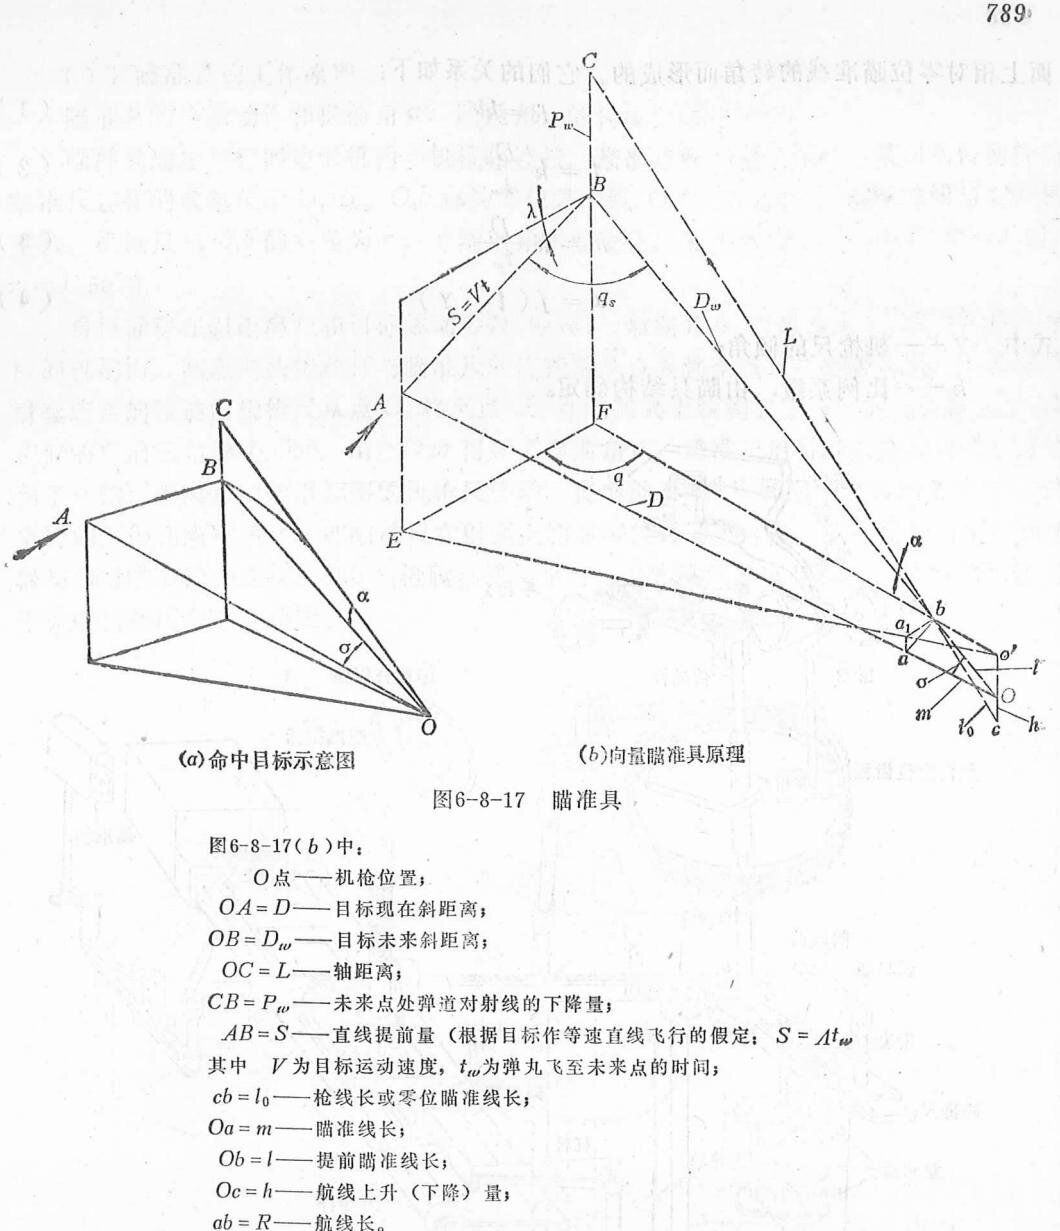 789
C
P_w
B
λ
S=Vt
q_s
D_w
L
A
F
q
D
E
α
b
a_1
a
o'
σ
l
m
O
l_0
c
h
C
B
A
α
σ
O
(a)命中目标示意图
(b)向量瞄准具原理
图6-8-17 瞄准具
图6-8-17(b)中:
O点——机枪位置;
OA=D——目标现在斜距离;
OB=D_w——目标未来斜距离;
OC=L——轴距离;
CB=P_w——未来点处弹道对射线的下降量;
AB=S——直线提前量(根据目标作等速直线飞行的假定; S=Λt_w
其中 V为目标运动速度,t_w为弹丸飞至未来点的时间;
cb=l_0——枪线长或零位瞄准线长;
Oa=m——瞄准线长;
Ob=l——提前瞄准线长;
Oc=h——航线上升(下降)量;
ab=R——航线长。